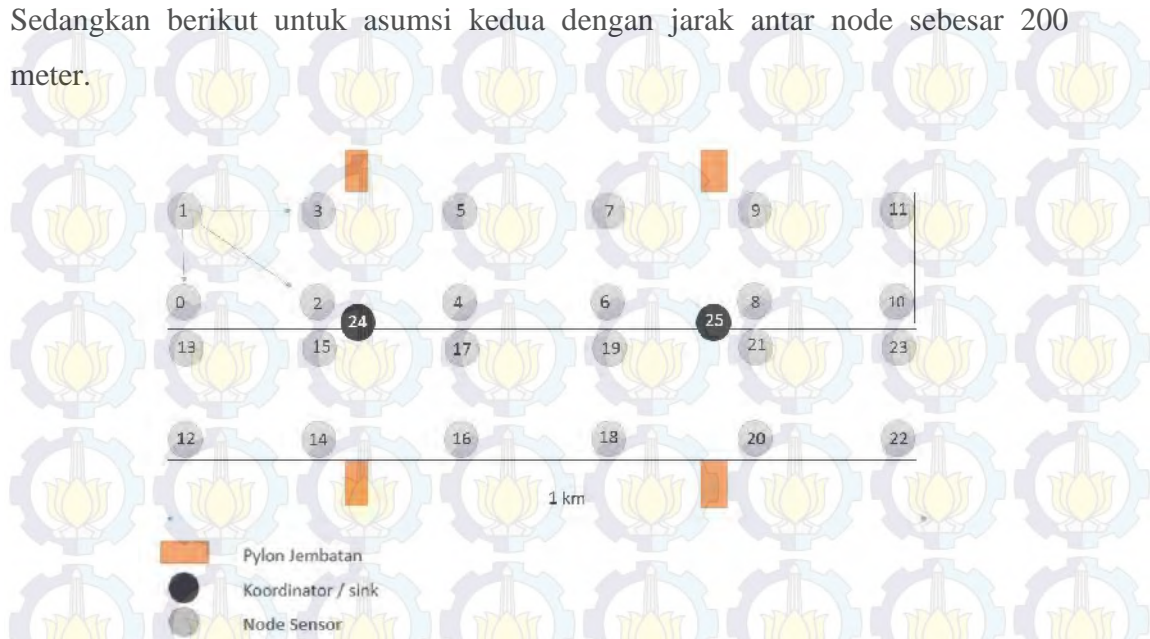 Sedangkan berikut untuk asumsi kedua dengan jarak antar node sebesar 200
meter.
1 3 5 7 9 11
0 2 4 6 8 10
24 25
13 15 17 19 21 23
12 14 16 18 20 22
1 km
Pylon Jembatan
Koordinator / sink
Node Sensor